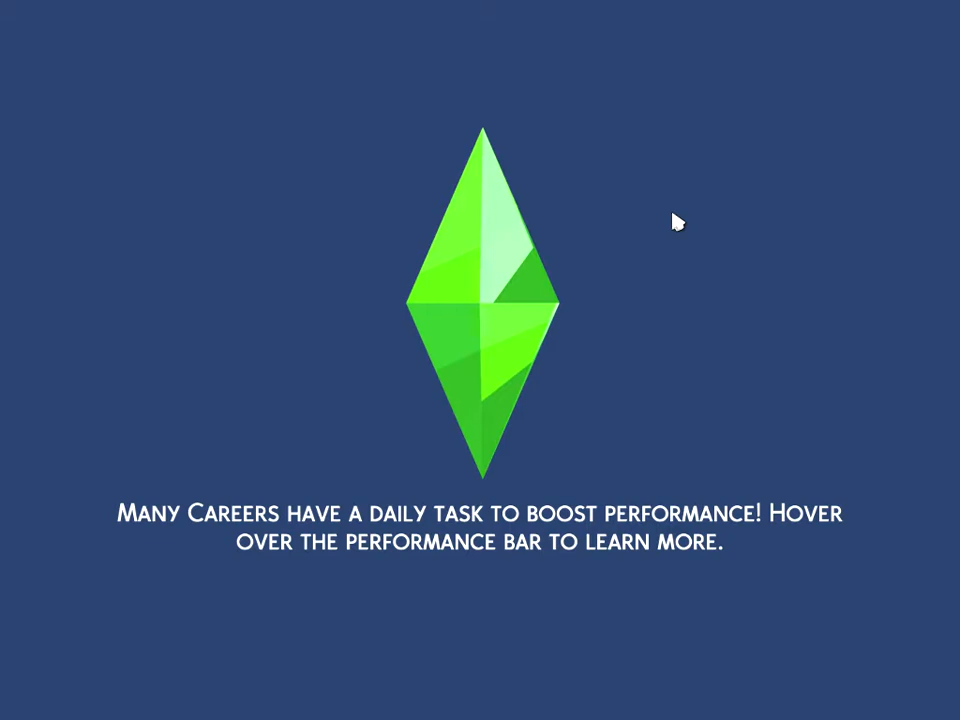 Many Careers have a daily task to boost performance! Hover
over the performance bar to learn more.